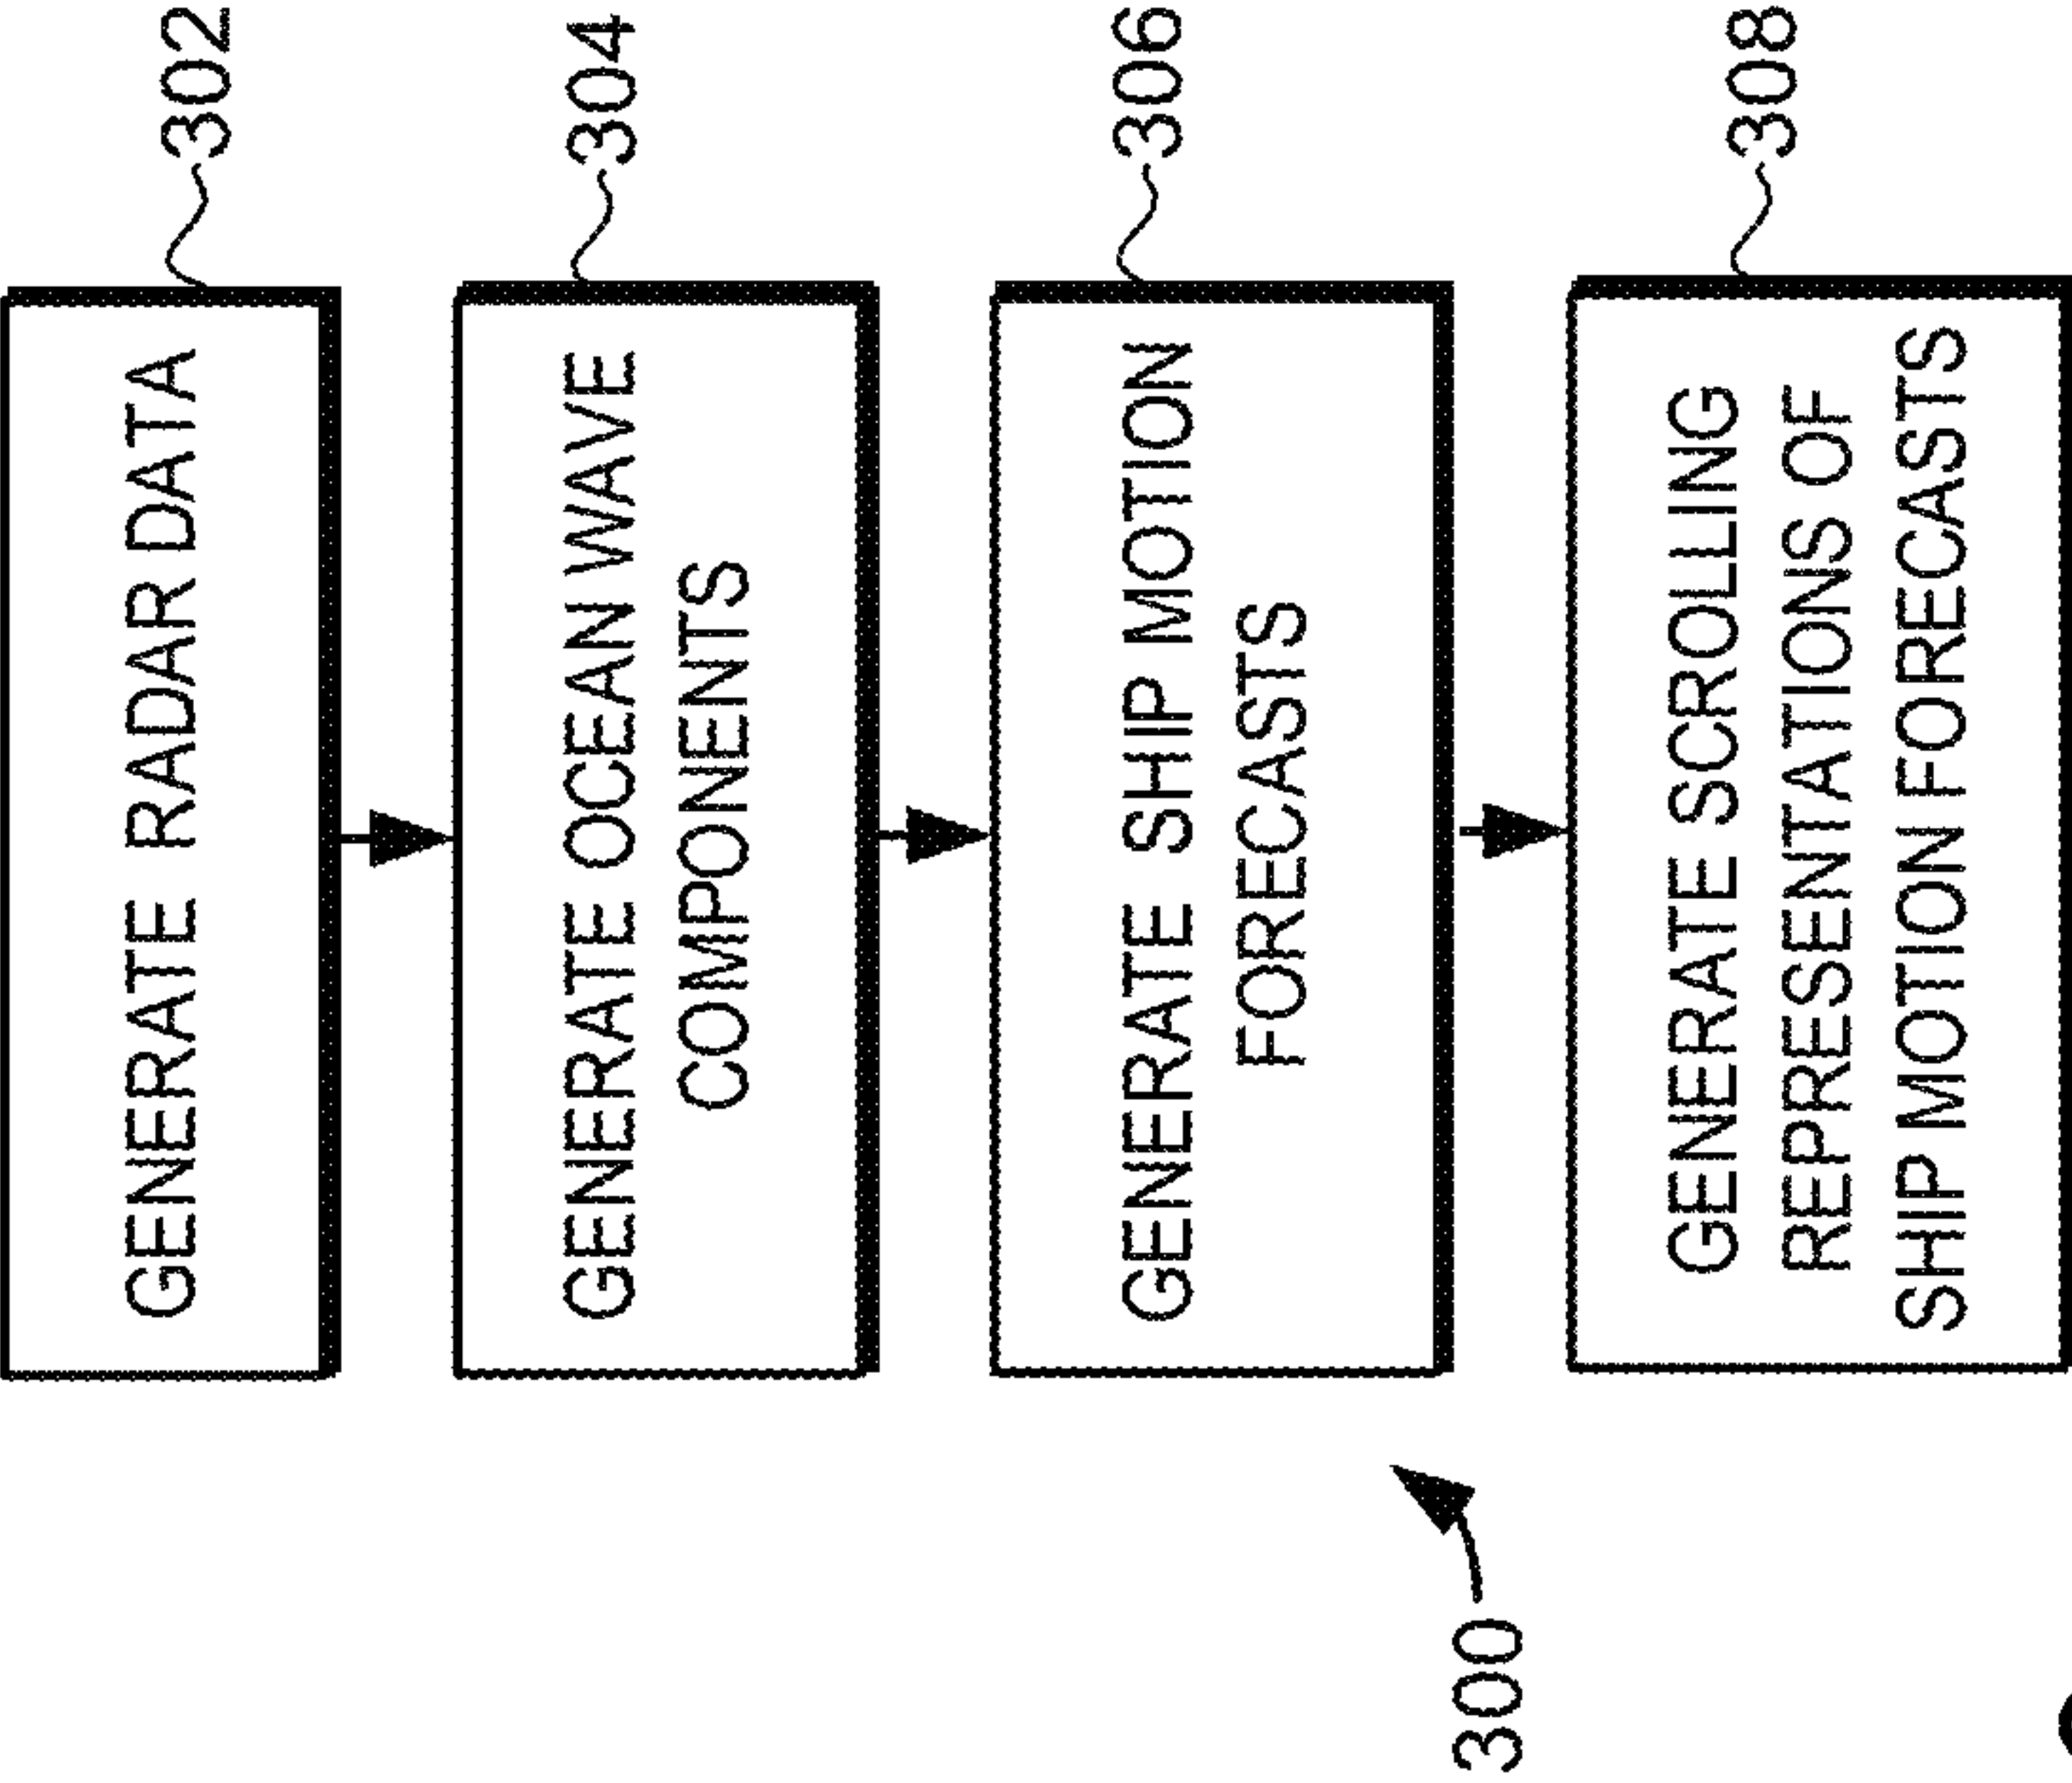 GENERATE RADAR DATA
302
GENERATE OCEAN WAVE
COMPONENTS
304
GENERATE SHIP MOTION
FORECASTS
306
GENERATE SCROLLING
REPRESENTATIONS OF
SHIP MOTION FORECASTS
308
300